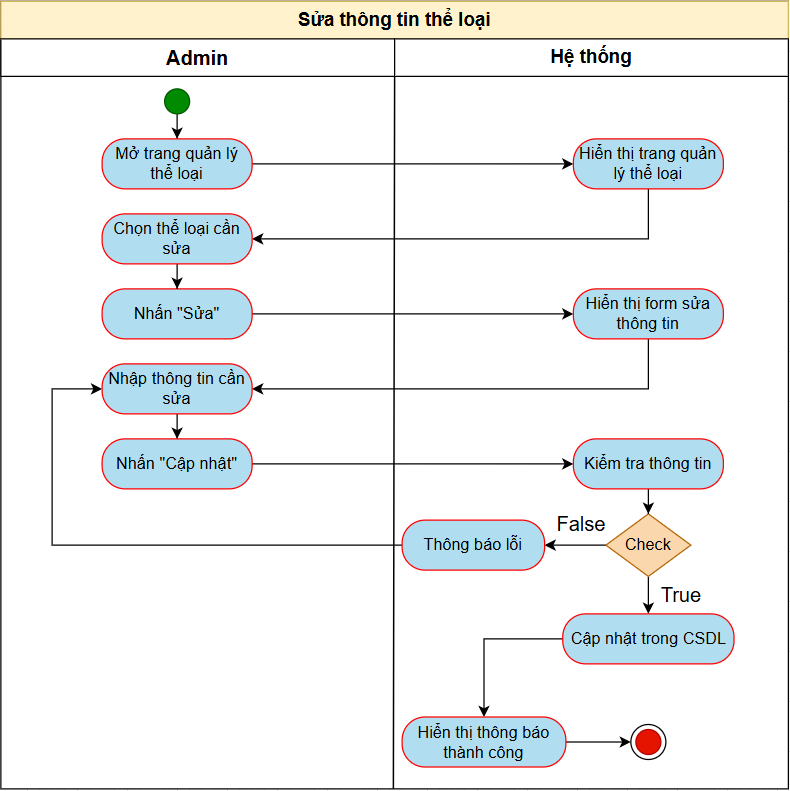 Sửa thông tin thể loại
Admin
Hệ thống
Mở trang quản lý
thể loại
Hiển thị trang quản
lý thể loại
Chọn thể loại cần
sửa
Nhấn "Sửa"
Hiển thị form sửa
thông tin
Nhập thông tin cần
sửa
Nhấn "Cập nhật"
Kiểm tra thông tin
False
Check
Thông báo lỗi
True
Cập nhật trong CSDL
Hiển thị thông báo
thành công